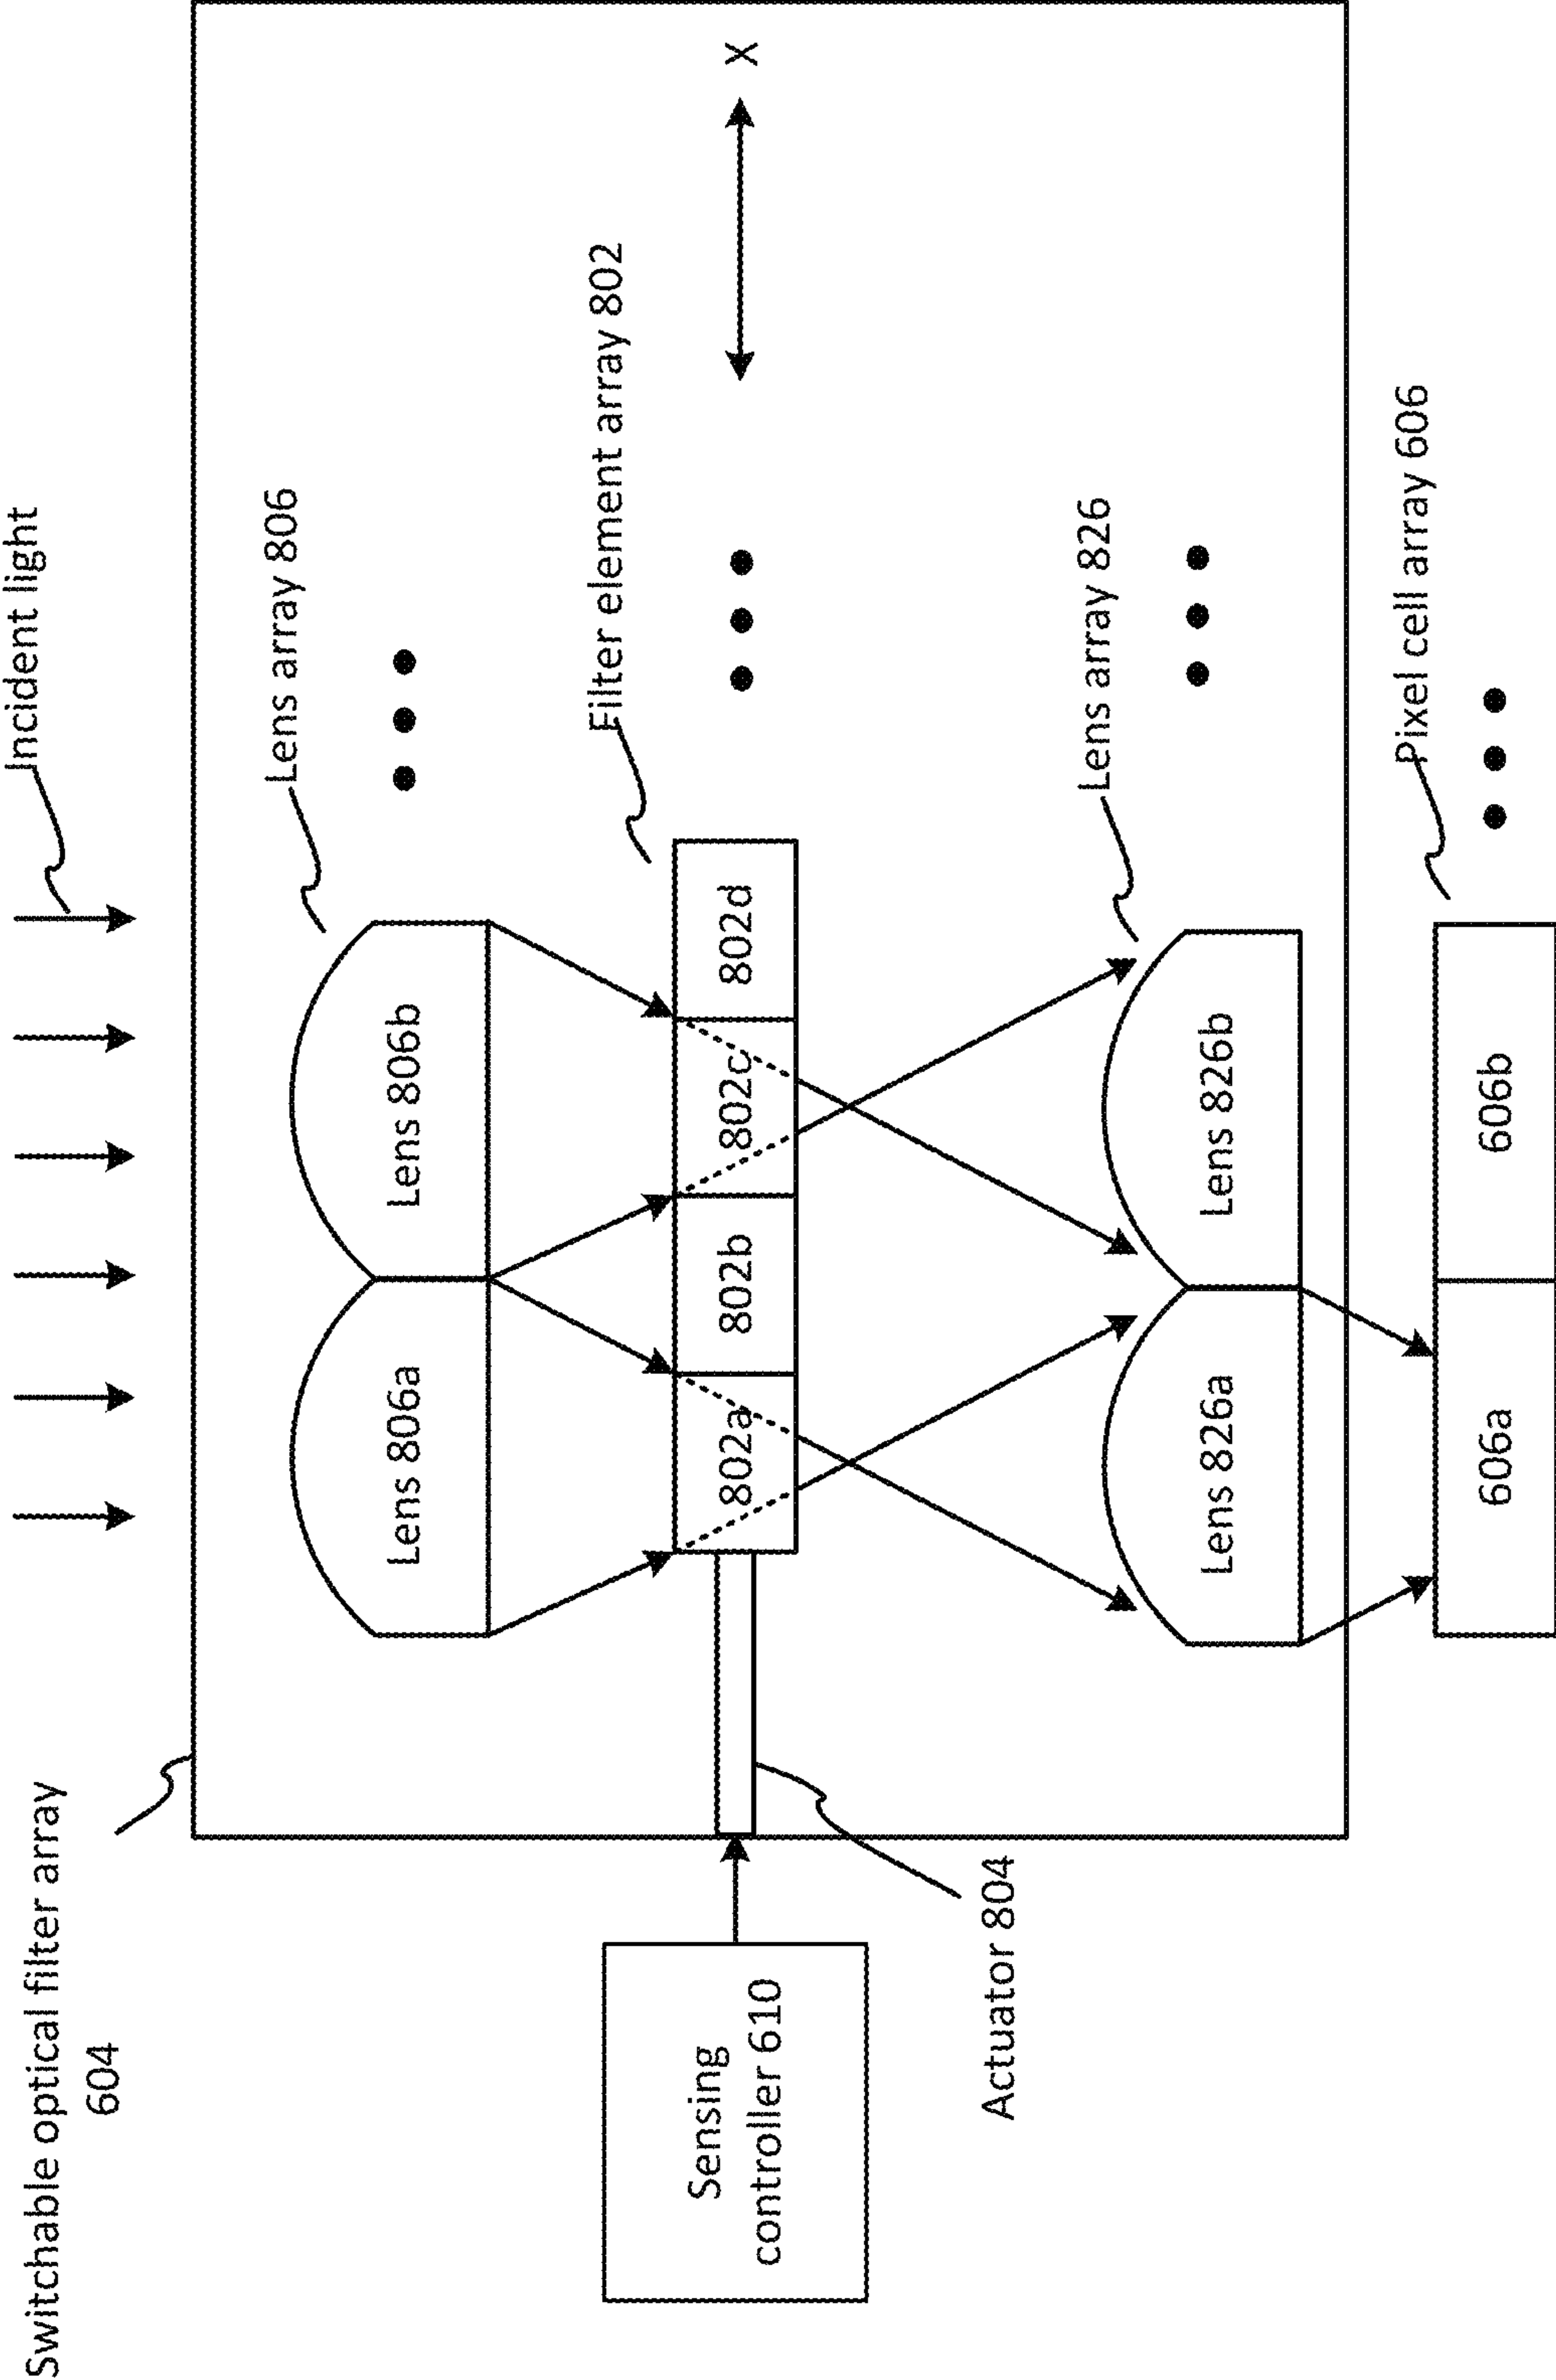 Switchable optical filter array
604
Incident light
Lens array 806
Lens 806a
Lens 806b
Filter element array 802
802a
802b
802c
802d
X
Sensing
controller 610
Actuator 804
Lens array 826
Lens 826a
Lens 826b
Pixel cell array 606
606a
606b